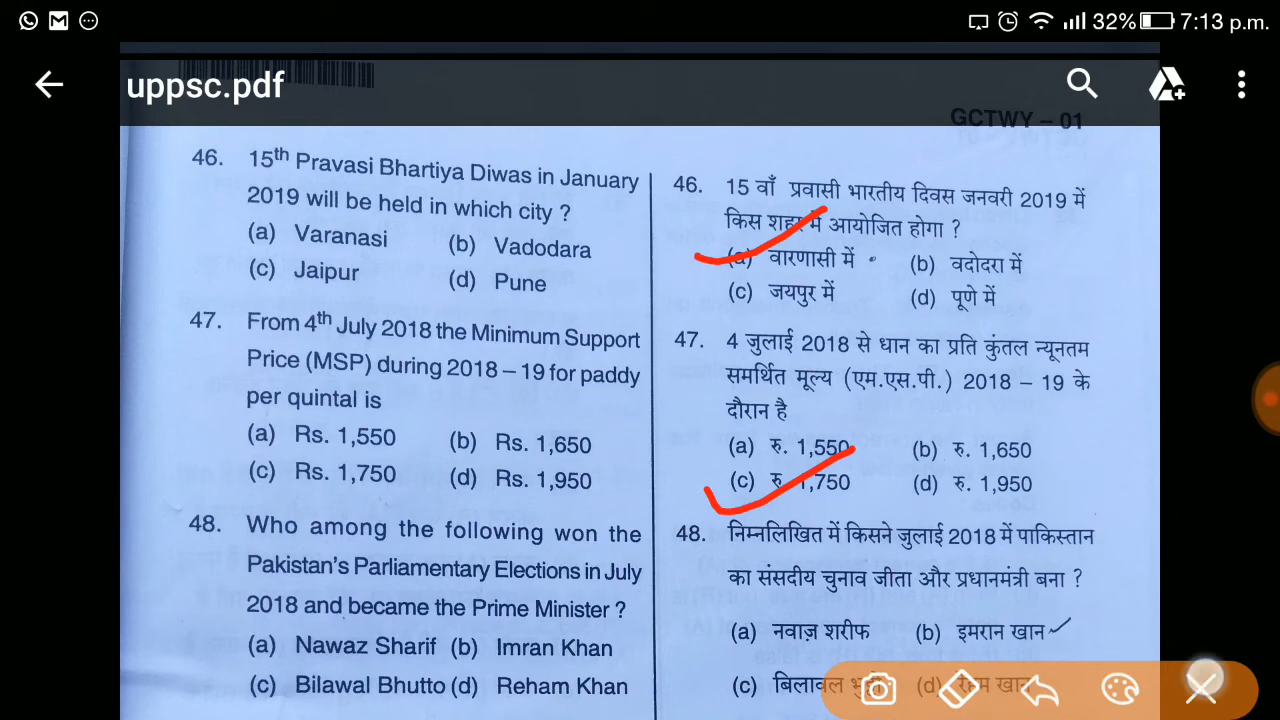 32% 7:13 p.m.
uppsc.pdf
GCTWY – 01
46. 15th Pravasi Bhartiya Diwas in January
2019 will be held in which city ?
(a) Varanasi (b) Vadodara
(c) Jaipur (d) Pune
47. From 4th July 2018 the Minimum Support
Price (MSP) during 2018 – 19 for paddy
per quintal is
(a) Rs. 1,550 (b) Rs. 1,650
(c) Rs. 1,750 (d) Rs. 1,950
48. Who among the following won the
Pakistan's Parliamentary Elections in July
2018 and became the Prime Minister ?
(a) Nawaz Sharif (b) Imran Khan
(c) Bilawal Bhutto (d) Reham Khan
46. 15 वाँ प्रवासी भारतीय दिवस जनवरी 2019 में
किस शहर में आयोजित होगा ?
(a) वारणासी में (b) वदोदरा में
(c) जयपुर में (d) पूणे में
47. 4 जुलाई 2018 से धान का प्रति कुंतल न्यूनतम
समर्थित मूल्य (एम.एस.पी.) 2018 – 19 के
दौरान है
(a) रु. 1,550 (b) रु. 1,650
(c) रु. 1,750 (d) रु. 1,950
48. निम्नलिखित में किसने जुलाई 2018 में पाकिस्तान
का संसदीय चुनाव जीता और प्रधानमंत्री बना ?
(a) नवाज़ शरीफ (b) इमरान खान
(c) बिलावल भुट्टो (d) रेहम खान